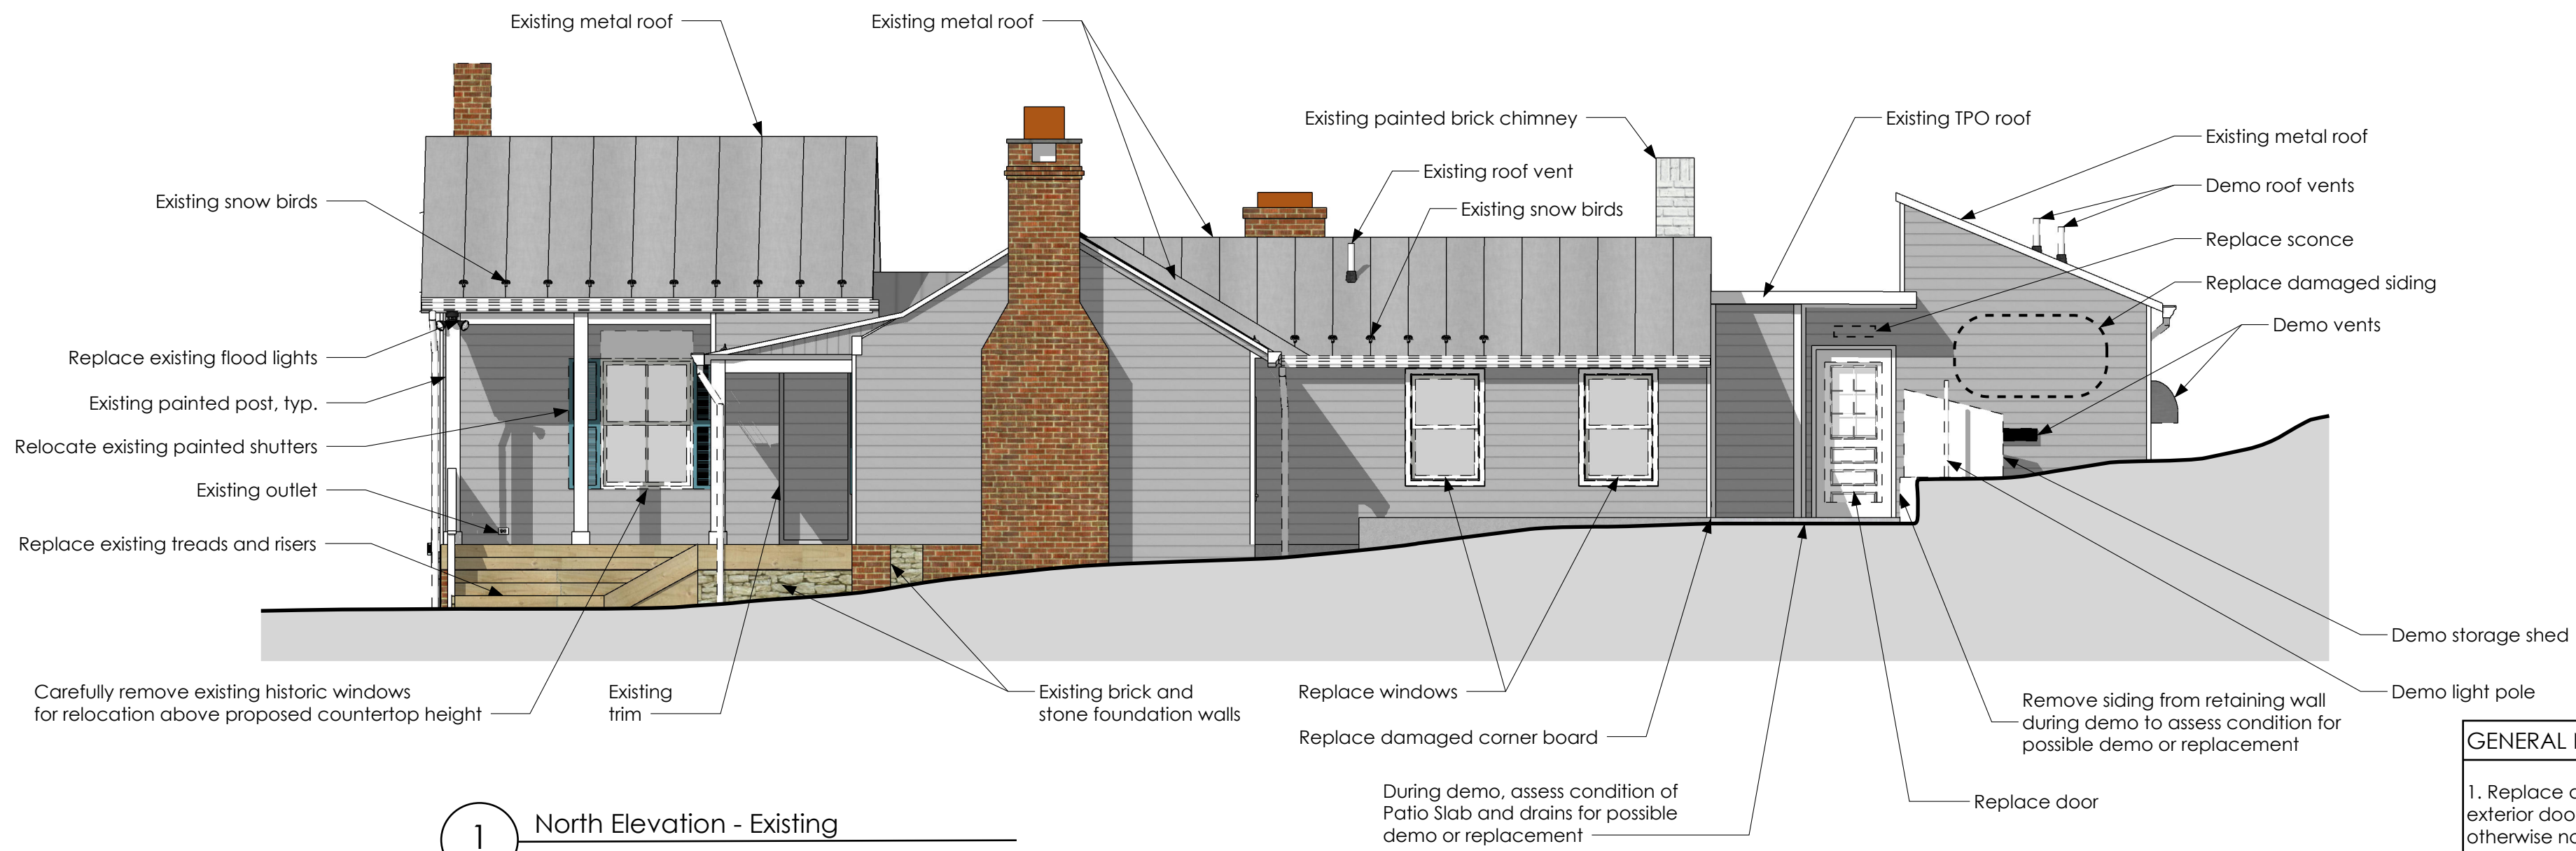 Existing metal roof
Existing metal roof
Existing painted brick chimney
Existing TPO roof
Existing metal roof
Existing roof vent
Demo roof vents
Existing snow birds
Existing snow birds
Replace sconce
Replace damaged siding
Demo vents
Replace existing flood lights
Existing painted post, typ.
Relocate existing painted shutters
Existing outlet
Replace existing treads and risers
Demo storage shed
Demo light pole
Carefully remove existing historic windows
for relocation above proposed countertop height
Existing
trim
Existing brick and
stone foundation walls
Replace windows
Replace damaged corner board
During demo, assess condition of
Patio Slab and drains for possible
demo or replacement
Remove siding from retaining wall
during demo to assess condition for
possible demo or replacement
Replace door
GENERAL
1. Replace
exterior
otherwise
1
North Elevation - Existing